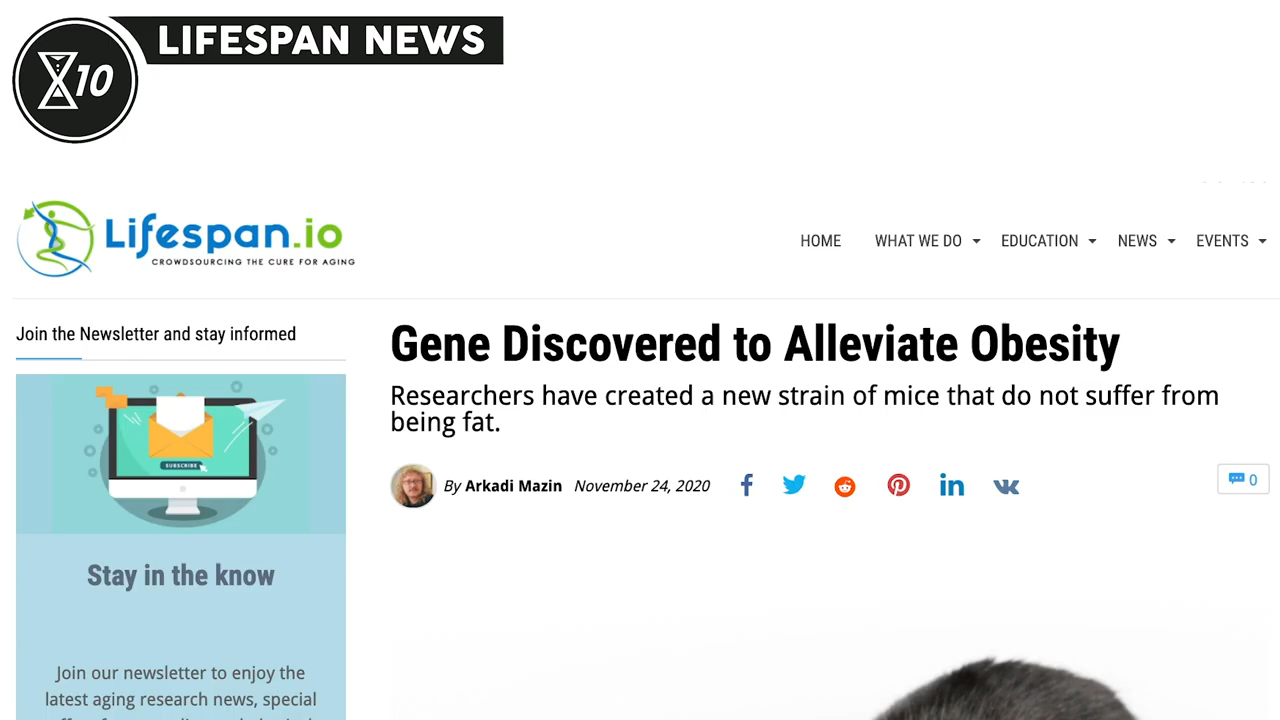 LIFESPAN NEWS
X10
Lifespan.io
CROWDSOURCING THE CURE FOR AGING
HOME WHAT WE DO EDUCATION NEWS EVENTS
Join the Newsletter and stay informed
SUBSCRIBE
Stay in the know
Join our newsletter to enjoy the
latest aging research news, special
Gene Discovered to Alleviate Obesity
Researchers have created a new strain of mice that do not suffer from
being fat.
By Arkadi Mazin November 24, 2020
0